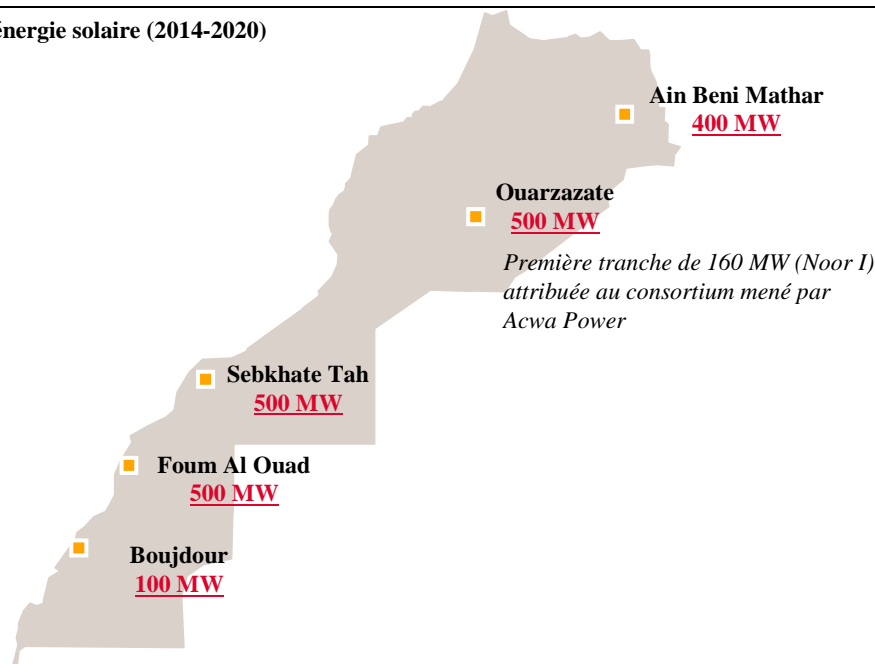 énergie solaire (2014-2020)
Ain Beni Mathar
400 MW
Ouarzazate
500 MW
Première tranche de 160 MW (Noor I)
attribuée au consortium mené par
Acwa Power
Sebkhate Tah
500 MW
Foum Al Ouad
500 MW
Boujdour
100 MW